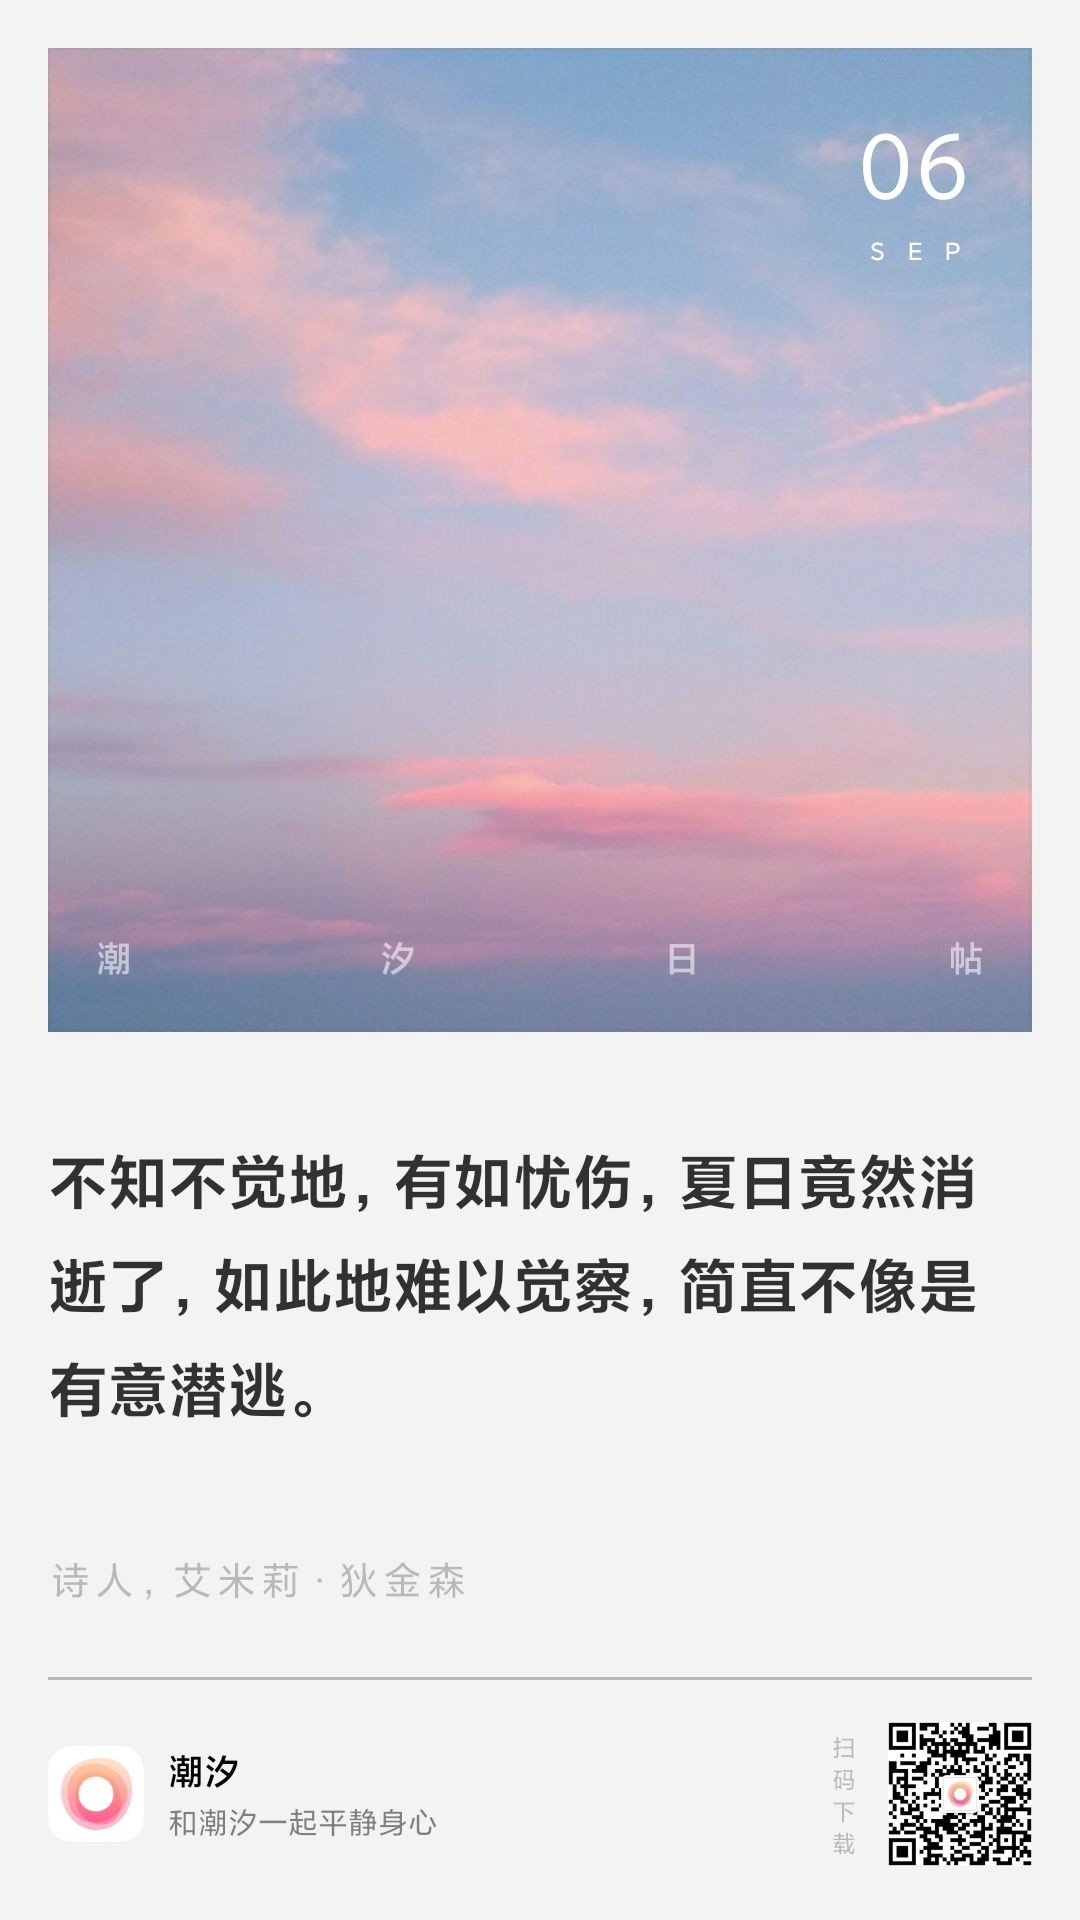 06
SEP
潮汐日帖
不知不觉地，有如忧伤，夏日竟然消
逝了，如此地难以觉察，简直不像是
有意潜逃。
诗人，艾米莉·狄金森
潮汐
和潮汐一起平静身心
扫码下载